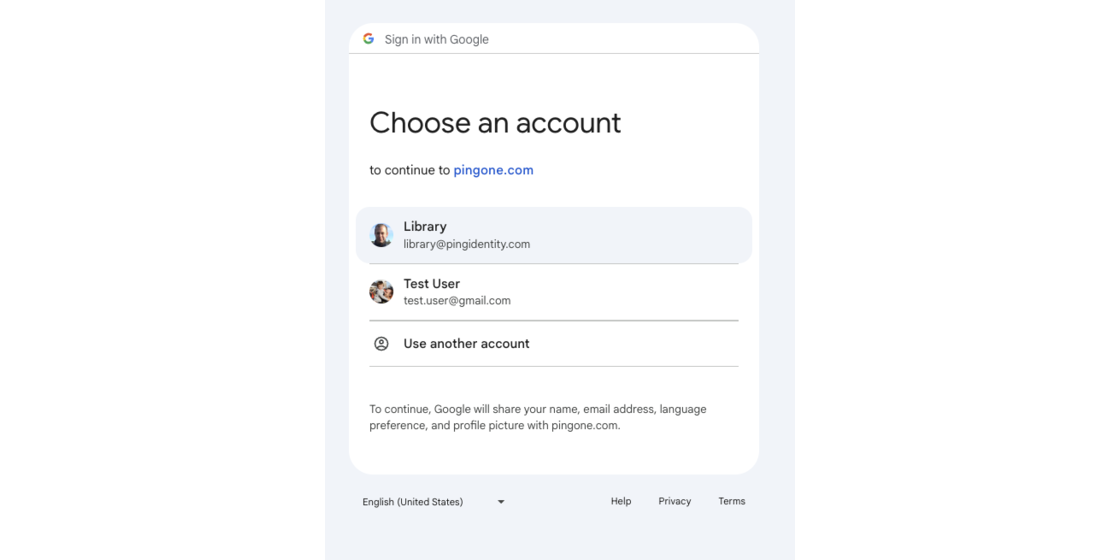 Sign in with Google
Choose an account
to continue to pingone.com
Library
library@pingidentity.com
Test User
test.user@gmail.com
Use another account
To continue, Google will share your name, email address, language
preference, and profile picture with pingone.com.
English (United States) Help Privacy Terms